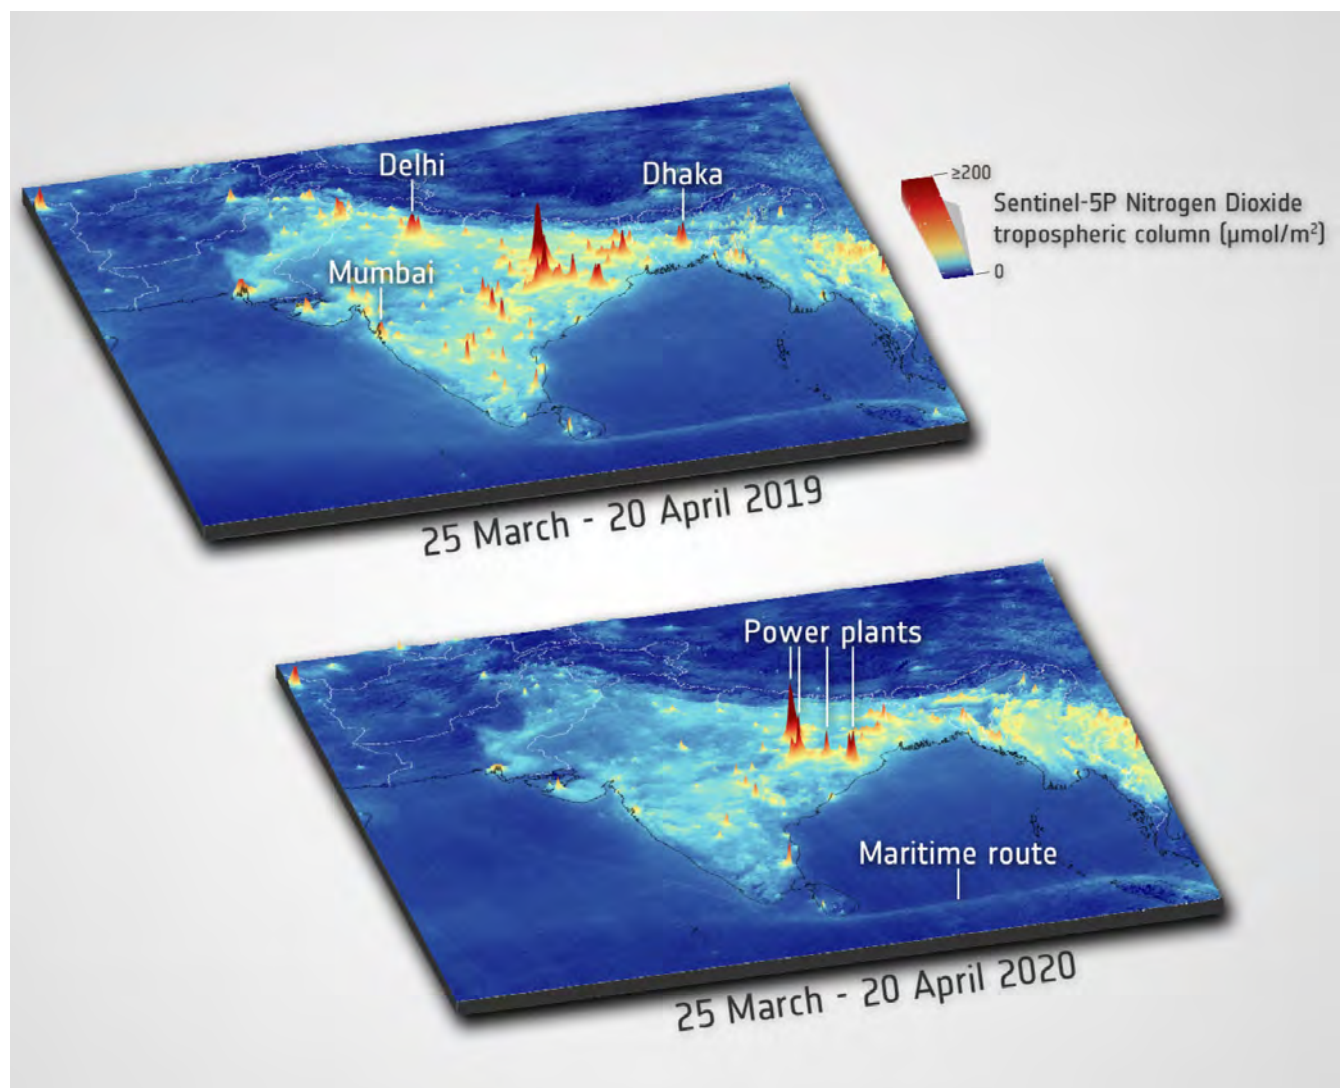 Delhi
Dhaka
Mumbai
≥200
Sentinel-5P Nitrogen Dioxide
tropospheric column (µmol/m²)
0
25 March - 20 April 2019
Power plants
Maritime route
25 March - 20 April 2020